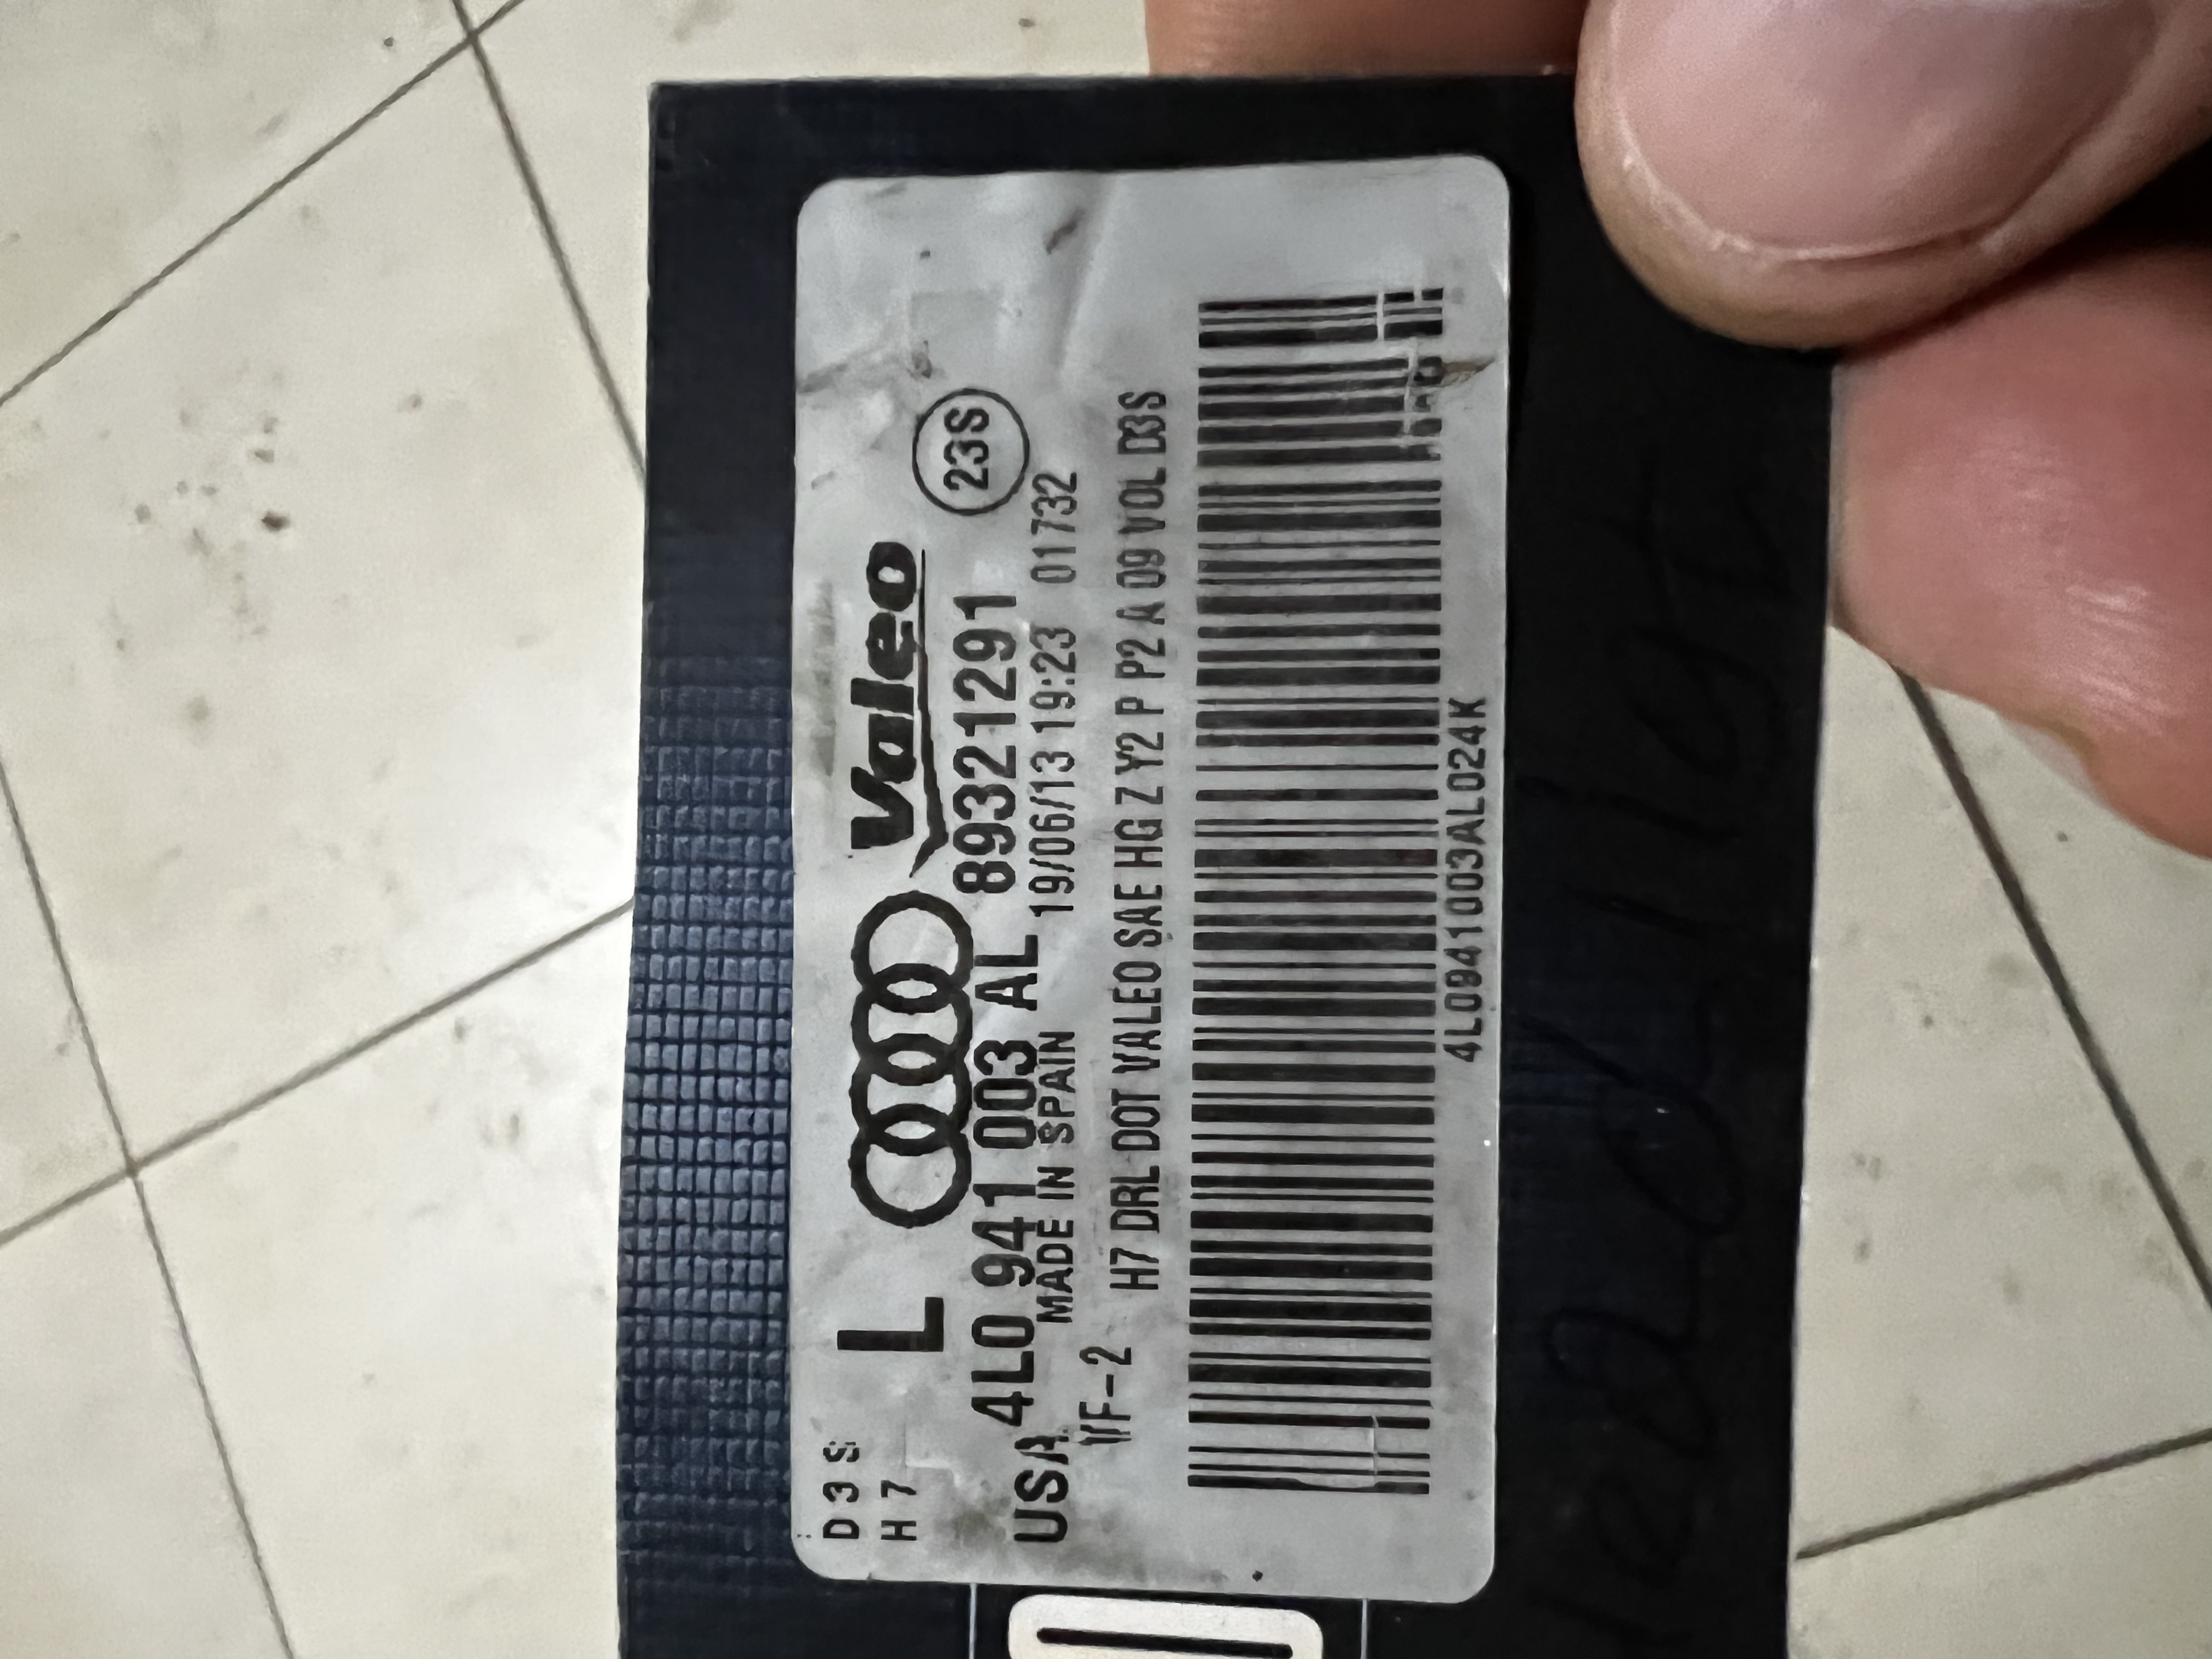 D3S
H7
L
Valeo
23S
4L0 941 003 AL
89321291
USA
MADE IN SPAIN
19/06/13 19:23 01732
VF-2
H7 DRL DOT VALEO SAE HG Z Y2 P P2 A 09 VOL D3S
4L0941003AL024K